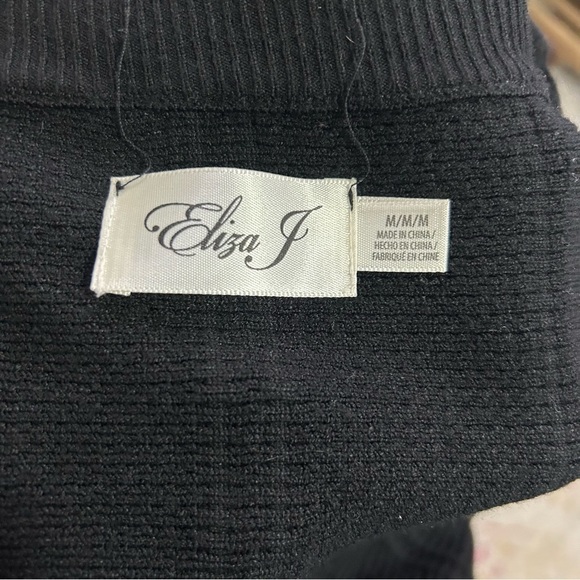 Eliza J
M/M/M
MADE IN CHINA /
HECHO EN CHINA /
FABRIQUÉ EN CHINE